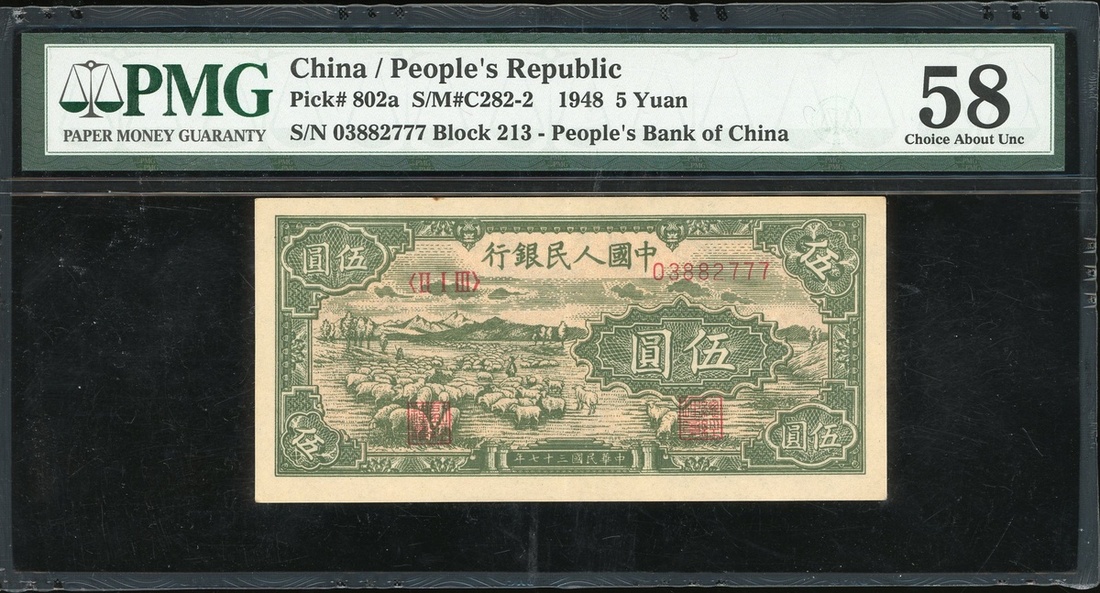 PMG
PAPER MONEY GUARANTY
China / People's Republic
Pick# 802a S/M#C282-2 1948 5 Yuan
S/N 03882777 Block 213 - People's Bank of China
58
Choice About Unc
中國人民銀行
伍圓
伍
〈II I III〉
03882777
伍圓
伍
伍圓
中華民國三十七年